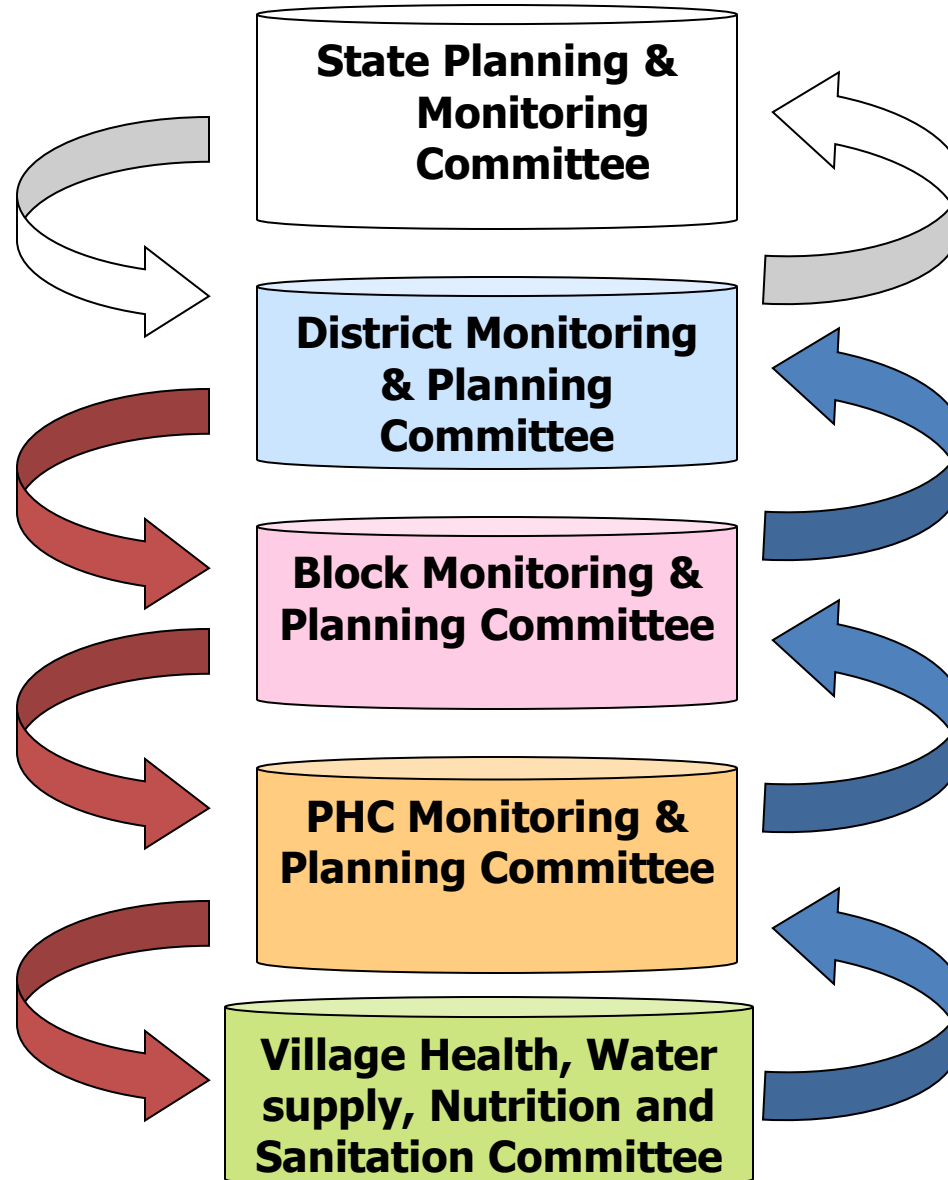 State Planning &
Monitoring
Committee
District Monitoring
& Planning
Committee
Block Monitoring &
Planning Committee
PHC Monitoring &
Planning Committee
Village Health, Water
supply, Nutrition and
Sanitation Committee